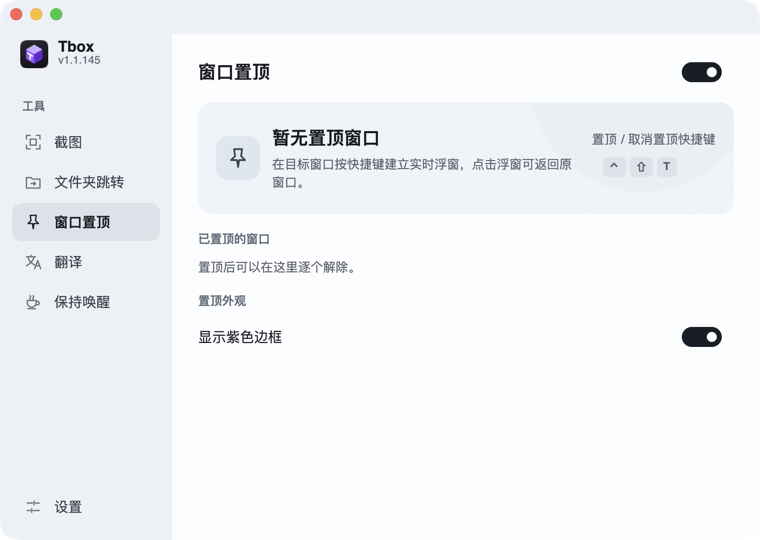 Tbox
v1.1.145
工具
截图
文件夹跳转
窗口置顶
翻译
保持唤醒
设置
窗口置顶
暂无置顶窗口
在目标窗口按快捷键建立实时浮窗，点击浮窗可返回原
窗口。
置顶 / 取消置顶快捷键
⌃ ⇧ T
已置顶的窗口
置顶后可以在这里逐个解除。
置顶外观
显示紫色边框